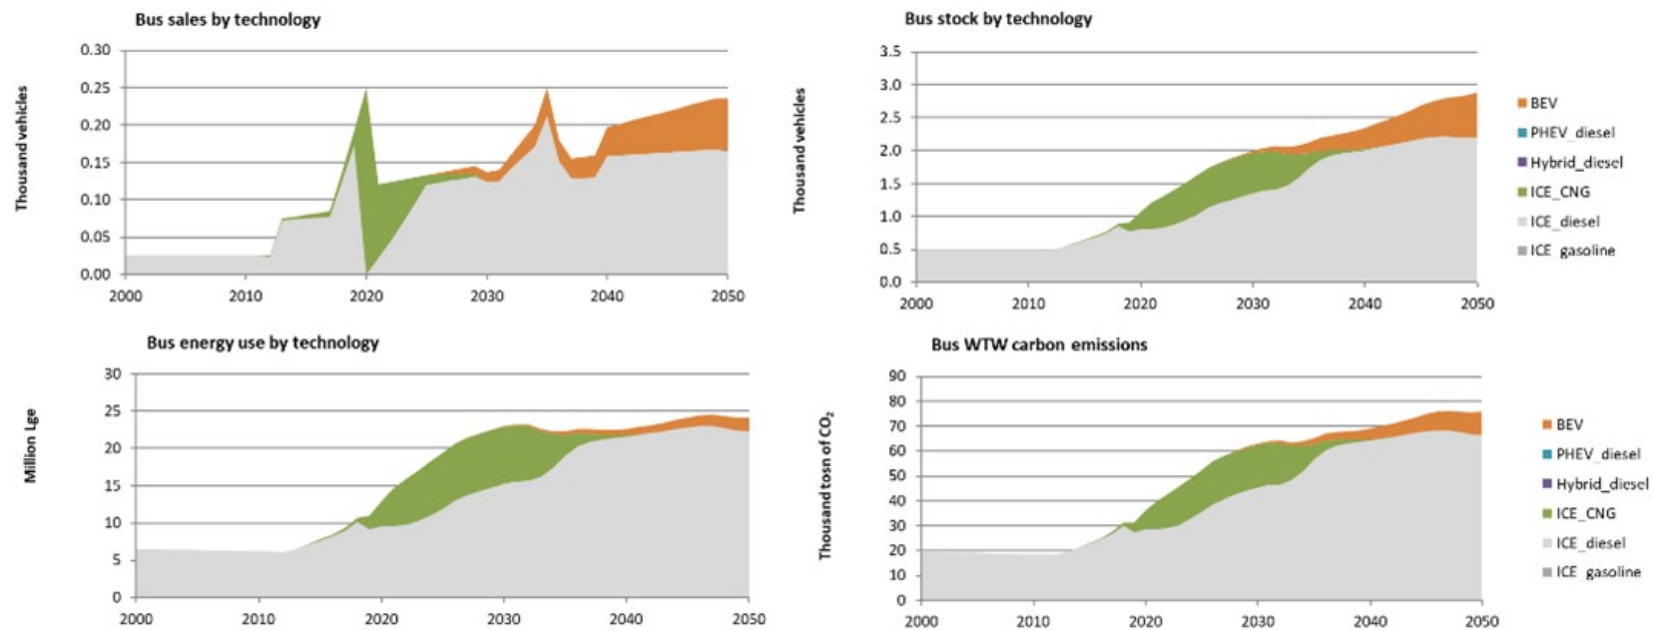 Bus sales by technology
Thousand vehicles
0.30
0.25
0.20
0.15
0.10
0.05
0.00
2000 2010 2020 2030 2040 2050
Bus stock by technology
Thousand vehicles
3.5
3.0
2.5
2.0
1.5
1.0
0.5
0.0
2000 2010 2020 2030 2040 2050
BEV
PHEV_diesel
Hybrid_diesel
ICE_CNG
ICE_diesel
ICE gasoline
Bus energy use by technology
Million Lge
30
25
20
15
10
5
0
2000 2010 2020 2030 2040 2050
Bus WTW carbon emissions
Thousand tosn of CO₂
90
80
70
60
50
40
30
20
10
0
2000 2010 2020 2030 2040 2050
BEV
PHEV_diesel
Hybrid_diesel
ICE_CNG
ICE_diesel
ICE gasoline